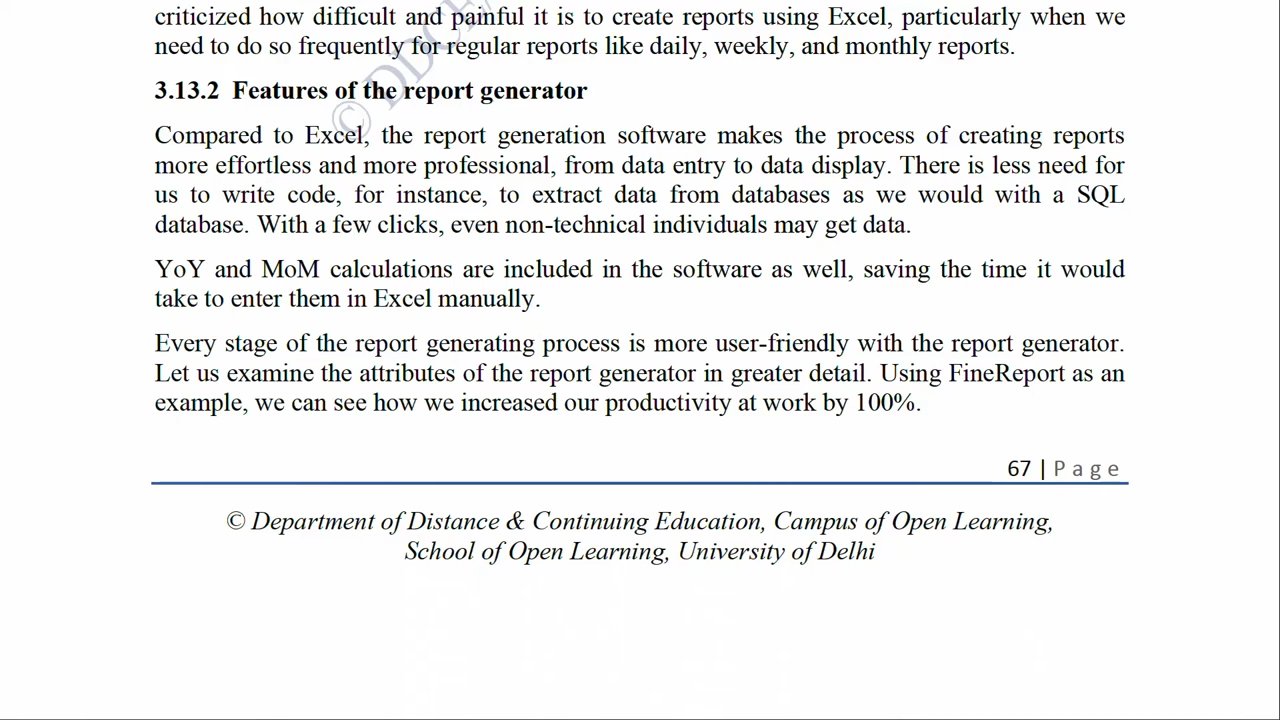 criticized how difficult and painful it is to create reports using Excel, particularly when we
need to do so frequently for regular reports like daily, weekly, and monthly reports.
3.13.2 Features of the report generator
Compared to Excel, the report generation software makes the process of creating reports
more effortless and more professional, from data entry to data display. There is less need for
us to write code, for instance, to extract data from databases as we would with a SQL
database. With a few clicks, even non-technical individuals may get data.
YoY and MoM calculations are included in the software as well, saving the time it would
take to enter them in Excel manually.
Every stage of the report generating process is more user-friendly with the report generator.
Let us examine the attributes of the report generator in greater detail. Using FineReport as an
example, we can see how we increased our productivity at work by 100%.
67 | Page
© Department of Distance & Continuing Education, Campus of Open Learning,
School of Open Learning, University of Delhi